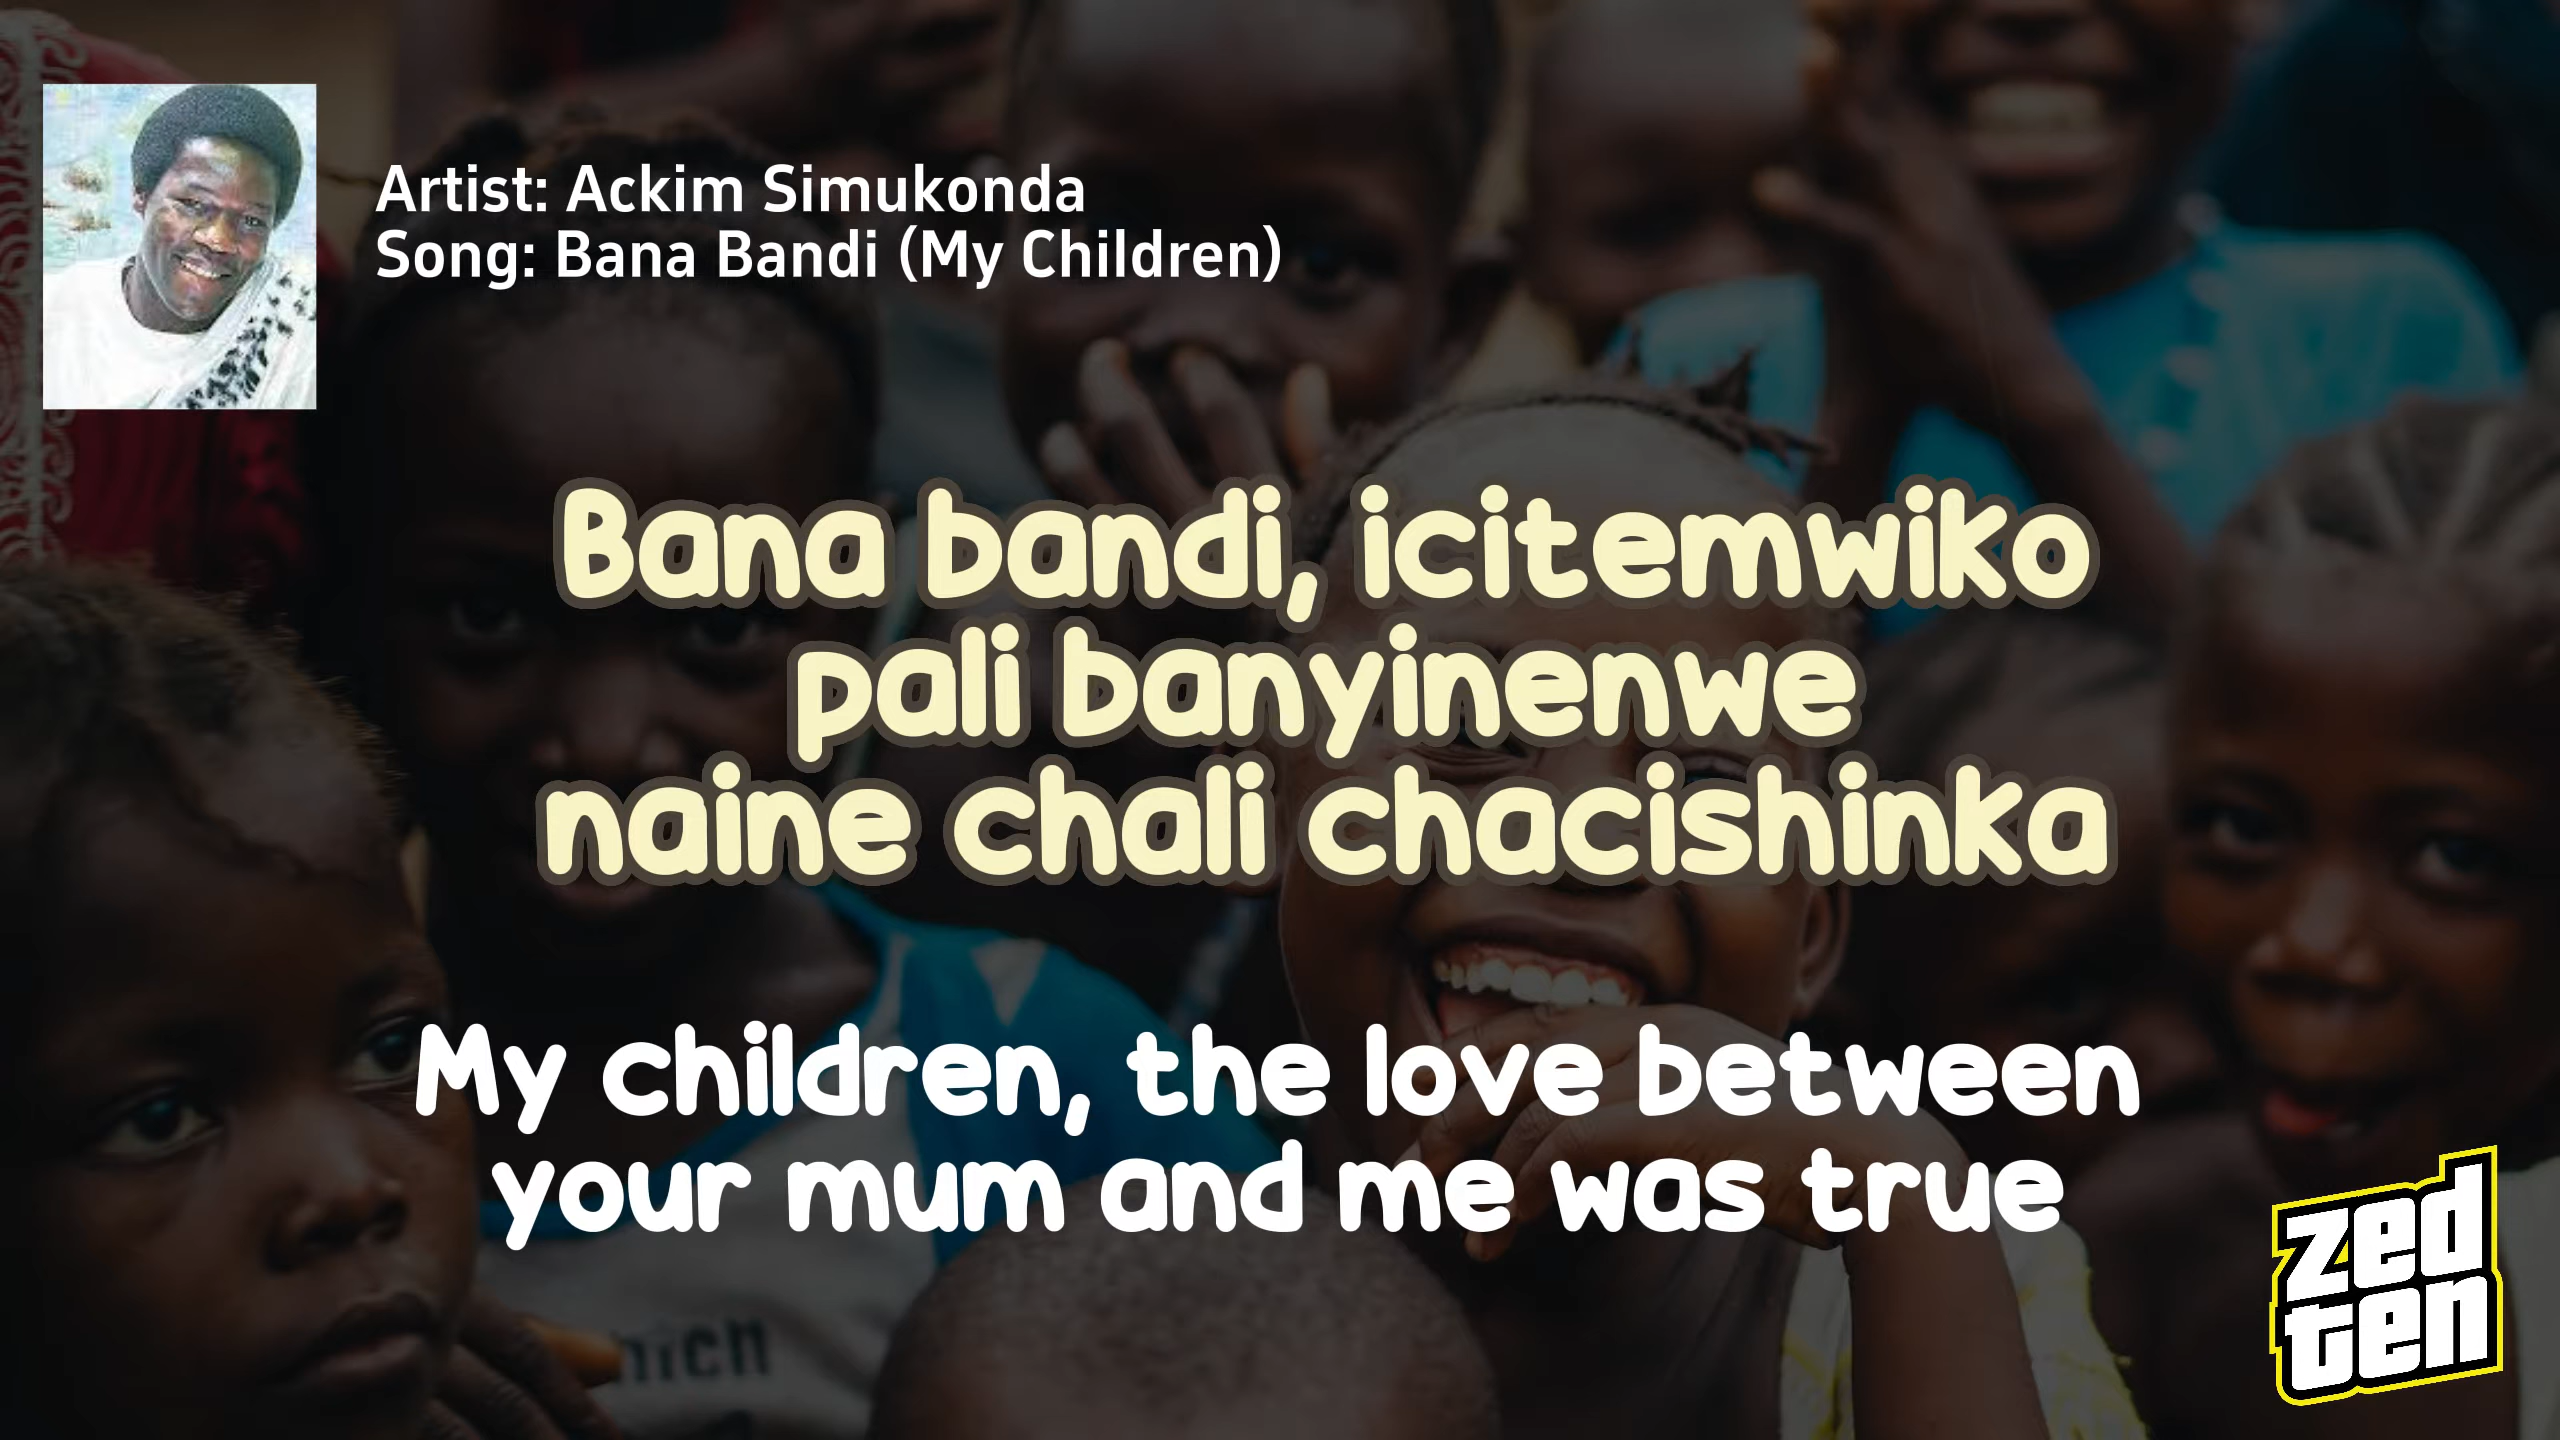 Artist: Ackim Simukonda
Song: Bana Bandi (My Children)
Bana bandi, icitemwiko
pali banyinenwe
naine chali chacishinka
My children, the love between
your mum and me was true
zed
ten